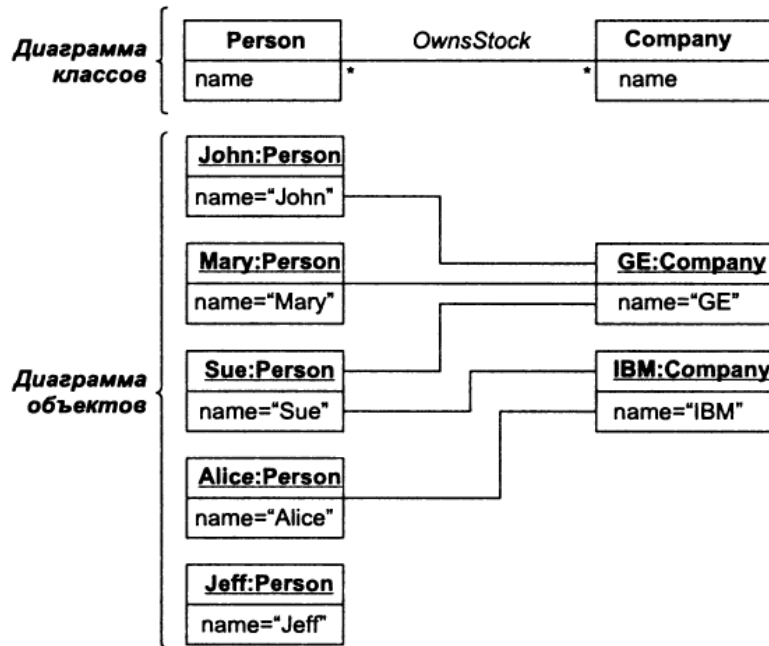 Диаграмма
классов
Person
name
OwnsStock
*
*
Company
name
Диаграмма
объектов
John:Person
name="John"
Mary:Person
name="Mary"
Sue:Person
name="Sue"
Alice:Person
name="Alice"
Jeff:Person
name="Jeff"
GE:Company
name="GE"
IBM:Company
name="IBM"